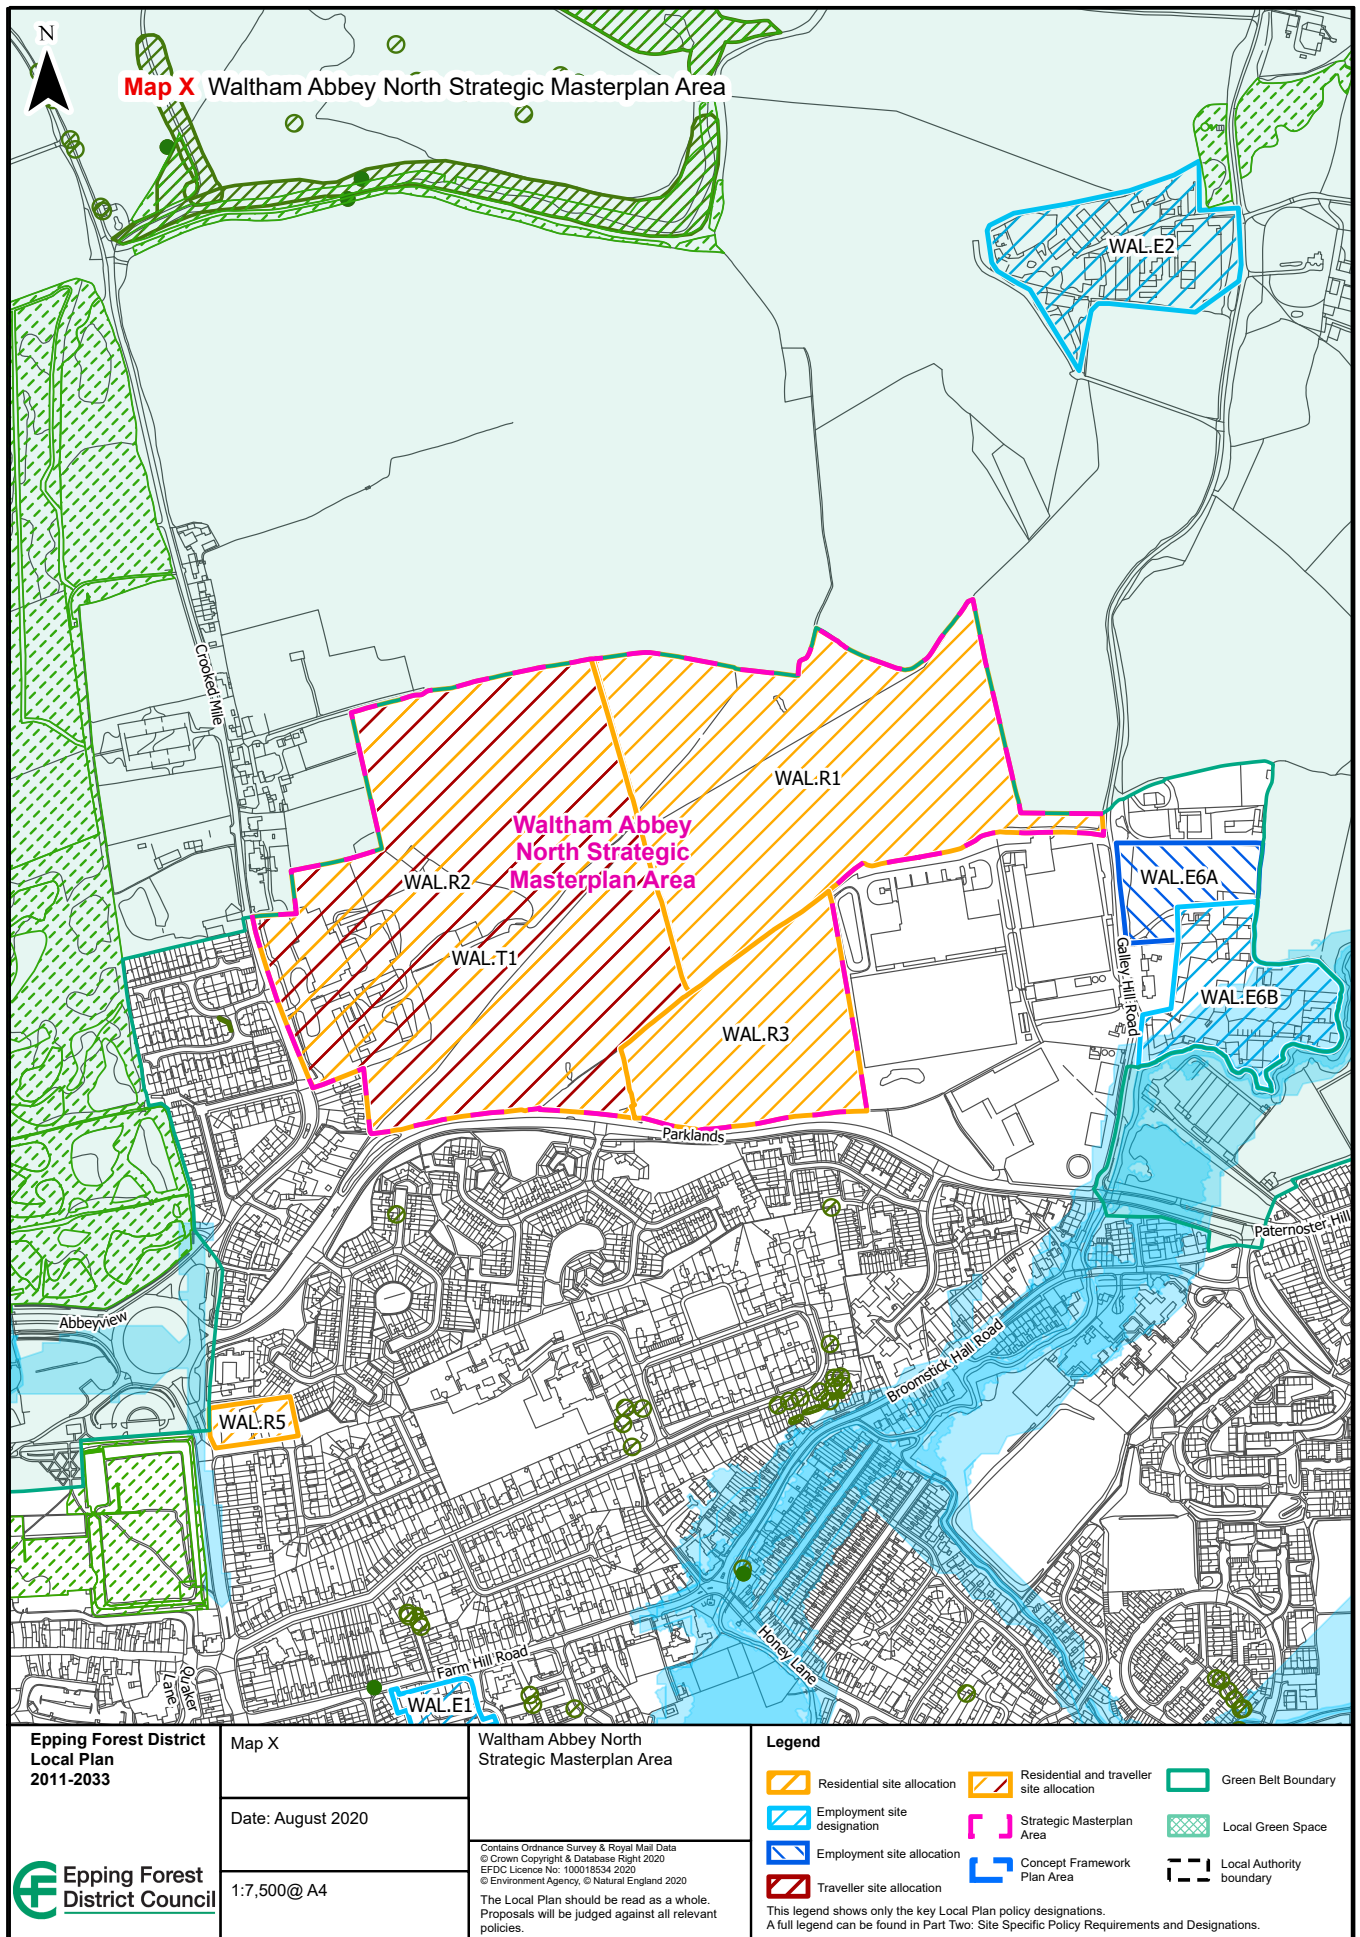 N
Map X Waltham Abbey North Strategic Masterplan Area
WAL.E2
Crooked Mile
WAL.R1
Waltham Abbey
North Strategic
Masterplan Area
WAL.R2
WAL.E6A
WAL.T1
Galley Hill Road
WAL.E6B
WAL.R3
Parklands
Paternoster Hill
Abbeyview
Broomstick Hall Road
WAL.R5
Honey Lane
Farm Hill Road
Quaker
Lane
WAL.E1
Epping Forest District
Local Plan
2011-2033
Epping Forest
District Council
Map X
Date: August 2020
1:7,500@ A4
Waltham Abbey North
Strategic Masterplan Area
Contains Ordnance Survey & Royal Mail Data
© Crown Copyright & Database Right 2020
EFDC Licence No: 100018534 2020
© Environment Agency, © Natural England 2020
The Local Plan should be read as a whole.
Proposals will be judged against all relevant
policies.
Legend
Residential site allocation
Employment site
designation
Employment site allocation
Traveller site allocation
Residential and traveller
site allocation
Strategic Masterplan
Area
Concept Framework
Plan Area
Green Belt Boundary
Local Green Space
Local Authority
boundary
This legend shows only the key Local Plan policy designations.
A full legend can be found in Part Two: Site Specific Policy Requirements and Designations.